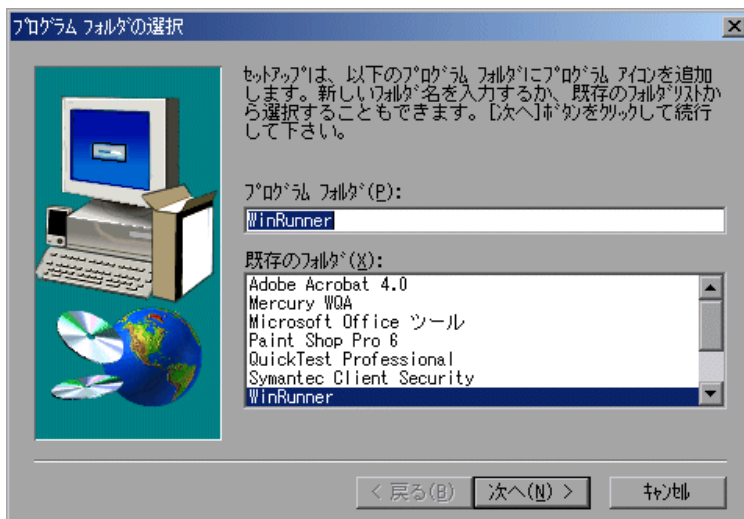 ﾌﾟﾛｸﾞﾗﾑ ﾌｫﾙﾀﾞの選択
ｾｯﾄｱｯﾌﾟは、以下のﾌﾟﾛｸﾞﾗﾑ ﾌｫﾙﾀﾞにﾌﾟﾛｸﾞﾗﾑ ｱｲｺﾝを追加
します。新しいﾌｫﾙﾀﾞ名を入力するか、既存のﾌｫﾙﾀﾞﾘｽﾄか
ら選択することもできます。[次へ]ﾎﾞﾀﾝをｸﾘｯｸして続行
して下さい。
ﾌﾟﾛｸﾞﾗﾑ ﾌｫﾙﾀﾞ(P):
WinRunner
既存のﾌｫﾙﾀﾞ(X):
Adobe Acrobat 4.0
Mercury WQA
Microsoft Office ツール
Paint Shop Pro 6
QuickTest Professional
Symantec Client Security
WinRunner
< 戻る(B)
次へ(N) >
ｷｬﾝｾﾙ